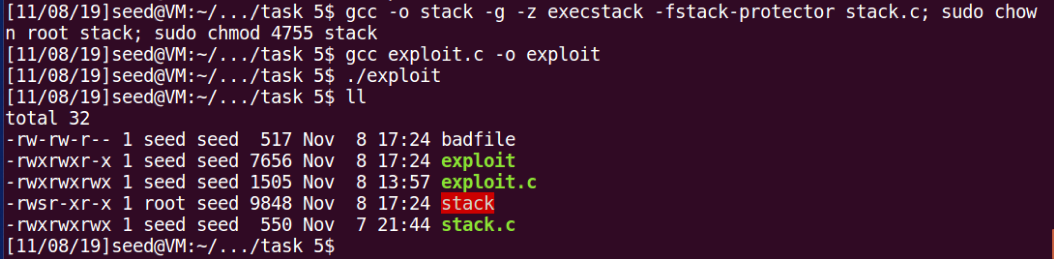 [11/08/19]seed@VM:~/.../task 5$ gcc -o stack -g -z execstack -fstack-protector stack.c; sudo chow
n root stack; sudo chmod 4755 stack
[11/08/19]seed@VM:~/.../task 5$ gcc exploit.c -o exploit
[11/08/19]seed@VM:~/.../task 5$ ./exploit
[11/08/19]seed@VM:~/.../task 5$ ll
total 32
-rw-rw-r-- 1 seed seed  517 Nov  8 17:24 badfile
-rwxrwxr-x 1 seed seed 7656 Nov  8 17:24 exploit
-rwxrwxrwx 1 seed seed 1505 Nov  8 13:57 exploit.c
-rwsr-xr-x 1 root seed 9848 Nov  8 17:24 stack
-rwxrwxrwx 1 seed seed  550 Nov  7 21:44 stack.c
[11/08/19]seed@VM:~/.../task 5$